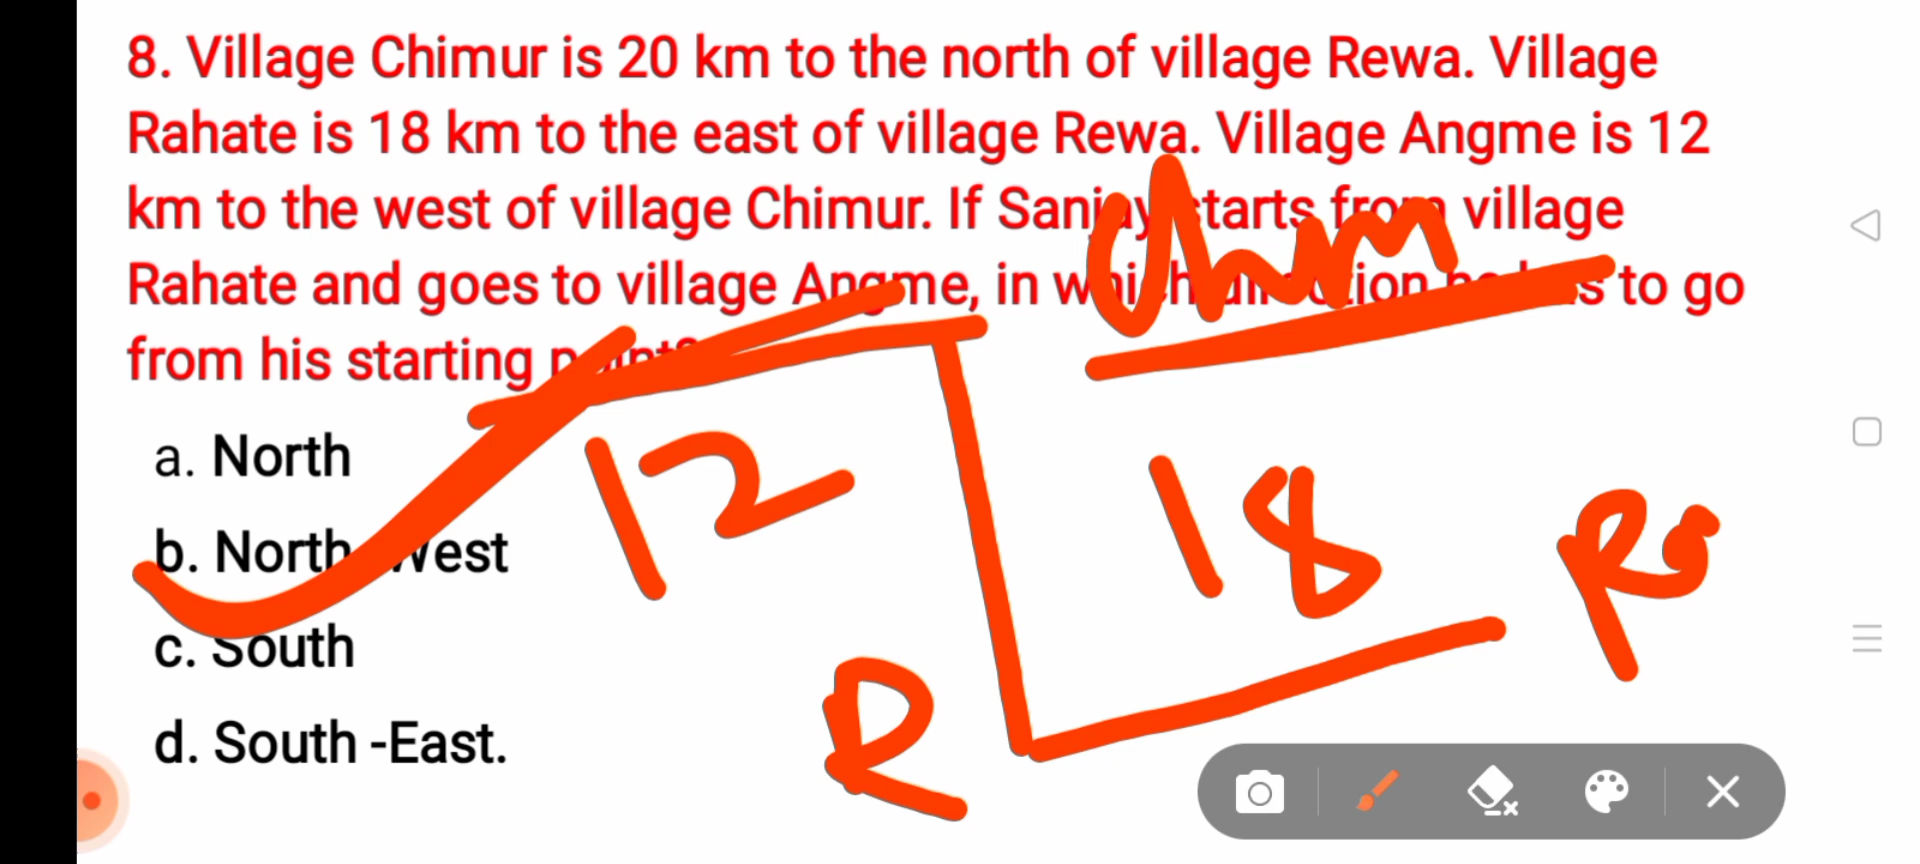 8. Village Chimur is 20 km to the north of village Rewa. Village
Rahate is 18 km to the east of village Rewa. Village Angme is 12
km to the west of village Chimur. If Sanjay starts from village
Chm
Rahate and goes to village Angme, in which direction he has to go
from his starting point?
a. North
12
18
b. North West
c. South
R
d. South -East.